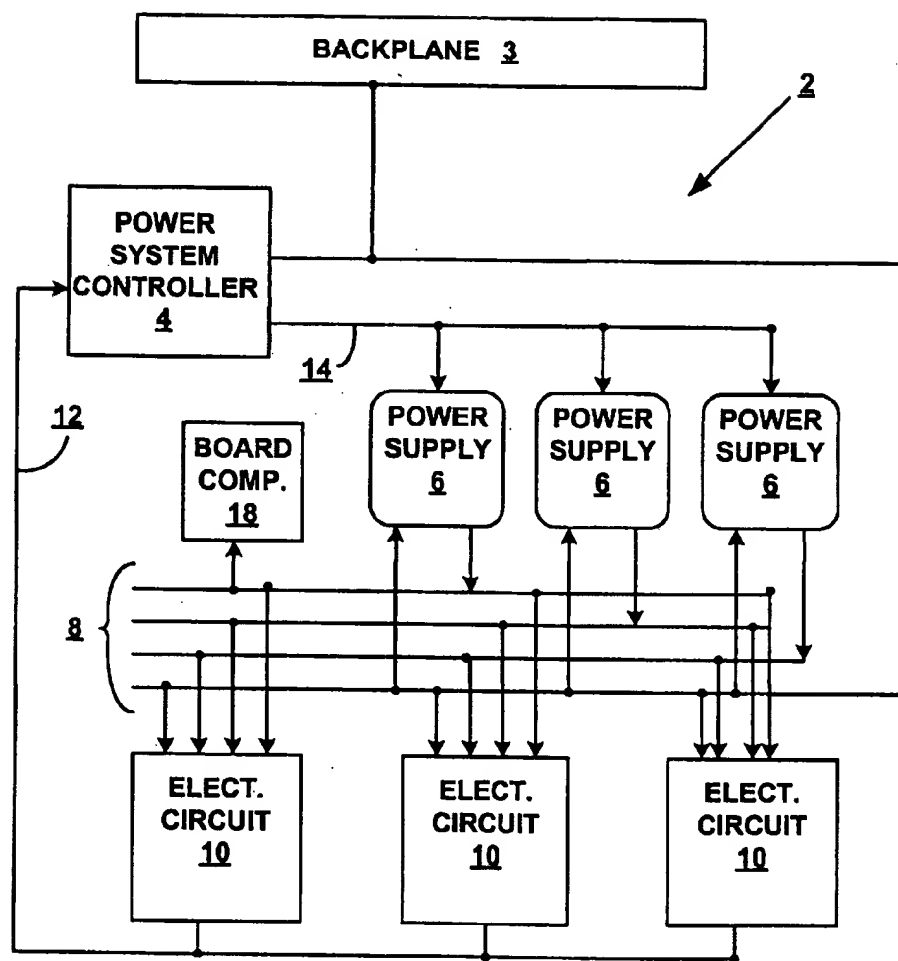 BACKPLANE 3
2
POWER
SYSTEM
CONTROLLER
4
14
12
BOARD
COMP.
18
POWER
SUPPLY
6
POWER
SUPPLY
6
POWER
SUPPLY
6
8
ELECT.
CIRCUIT
10
ELECT.
CIRCUIT
10
ELECT.
CIRCUIT
10